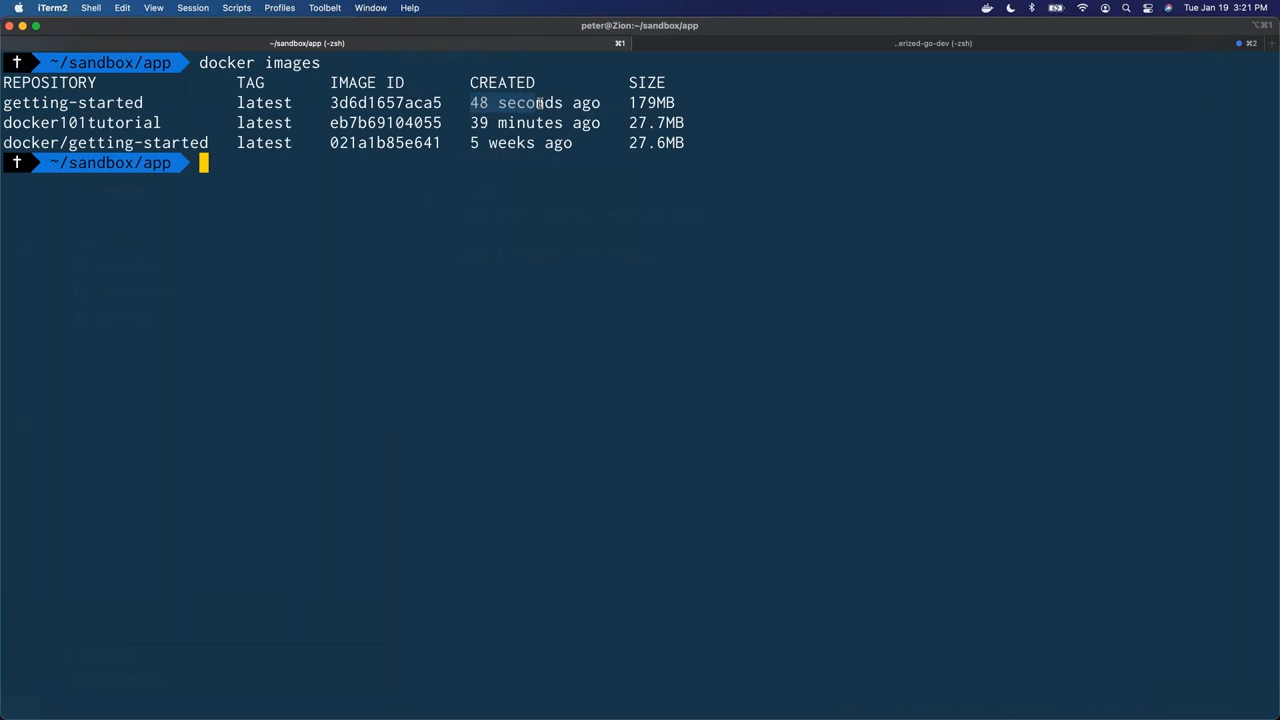 iTerm2 Shell Edit View Session Scripts Profiles Toolbelt Window Help Tue Jan 19 3:21 PM
peter@Zion:~/sandbox/app ⌥⌘1
~/sandbox/app (-zsh) ⌘1 ..erized-go-dev (-zsh) ⌘2
† ~/sandbox/app docker images
REPOSITORY TAG IMAGE ID CREATED SIZE
getting-started latest 3d6d1657aca5 48 seconds ago 179MB
docker101tutorial latest eb7b69104055 39 minutes ago 27.7MB
docker/getting-started latest 021a1b85e641 5 weeks ago 27.6MB
† ~/sandbox/app